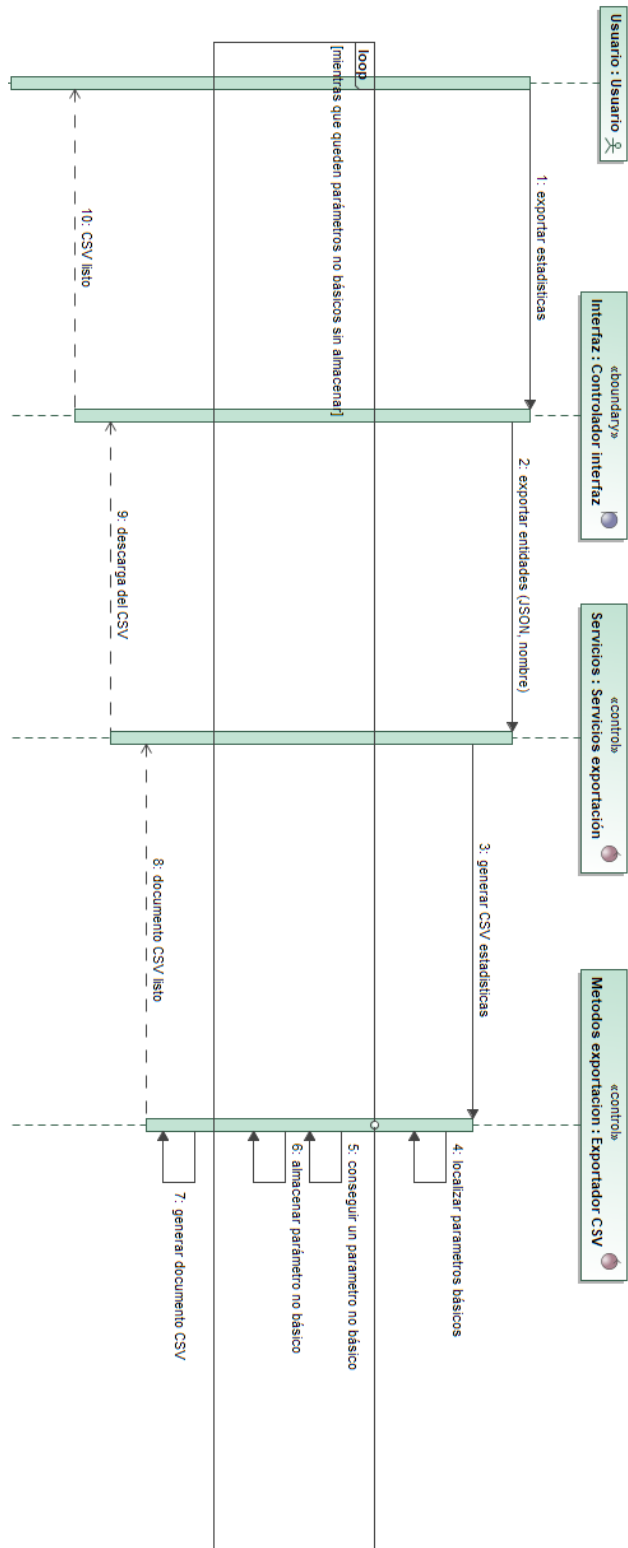 Usuario : Usuario
«boundary»
Interfaz : Controlador interfaz
«control»
Servicios : Servicios exportación
«control»
Metodos exportacion : Exportador CSV
1: exportar estadisticas
2: exportar entidades (JSON, nombre)
3: generar CSV estadisticas
4: localizar parametros básicos
loop
[mientras que queden parámetros no básicos sin almacenar]
5: conseguir un parametro no básico
6: almacenar parámetro no básico
7: generar documento CSV
8: documento CSV listo
9: descarga del CSV
10: CSV listo